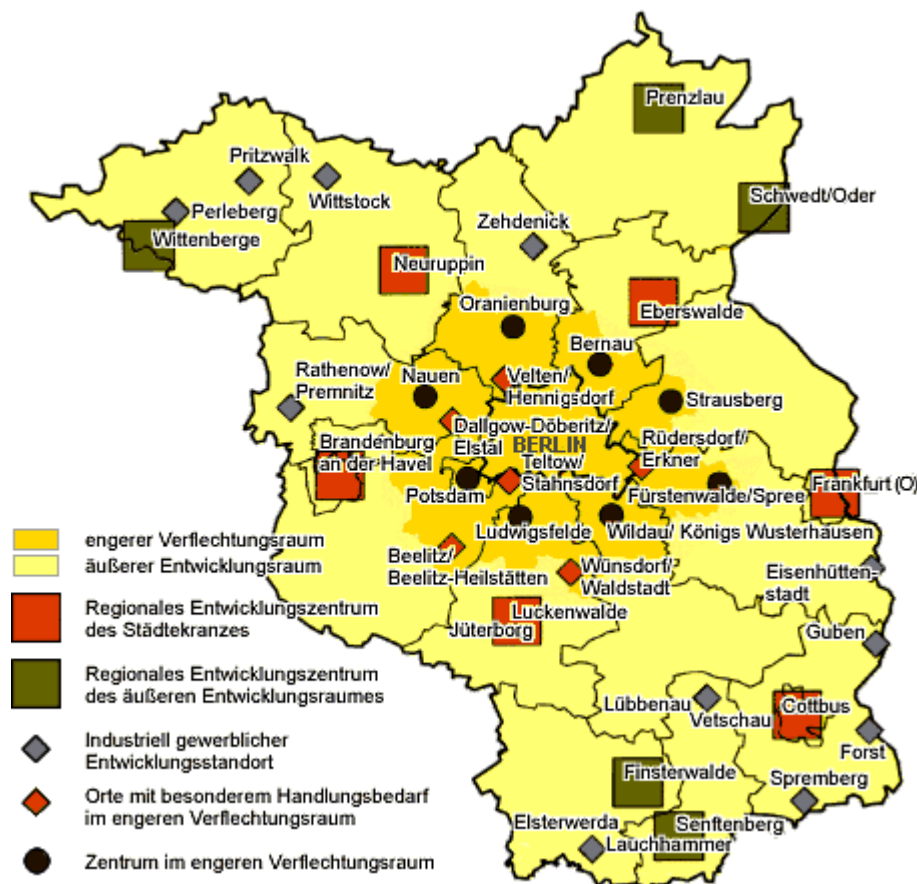 Prenzlau
Pritzwalk
Wittstock
Schwedt/Oder
Perleberg
Zehdenick
Wittenberge
Neuruppin
Oranienburg
Eberswalde
Bernau
Rathenow/
Premnitz
Nauen
Velten/
Hennigsdorf
Strausberg
Dallgow-Döberitz/
Elstal
BERLIN
Rüdersdorf/
Erkner
Brandenburg
an der Havel
Teltow/
Stahnsdorf
Potsdam
Fürstenwalde/Spree
Frankfurt (O)
Ludwigsfelde
Wildau/ Königs Wusterhausen
Beelitz/
Beelitz-Heilstätten
Wünsdorf/
Waldstadt
Eisenhütten-
stadt
Luckenwalde
Jüterborg
Guben
Lübbenau
Vetschau
Cottbus
Forst
Finsterwalde
Spremberg
Elsterwerda
Senftenberg
Lauchhammer
engerer Verflechtungsraum
äußerer Entwicklungsraum
Regionales Entwicklungszentrum
des Städtekranzes
Regionales Entwicklungszentrum
des äußeren Entwicklungsraumes
Industriell gewerblicher
Entwicklungsstandort
Orte mit besonderem Handlungsbedarf
im engeren Verflechtungsraum
Zentrum im engeren Verflechtungsraum